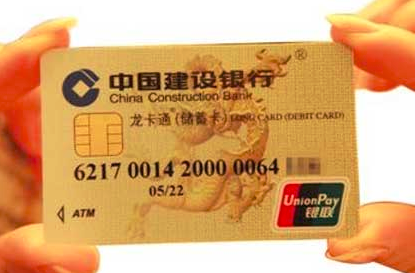 中国建设银行®
China Construction Bank
龙卡通(储蓄卡) LONG CARD (DEBIT CARD)
6217 0014 2000 0064
05/22
ATM
UnionPay
银联